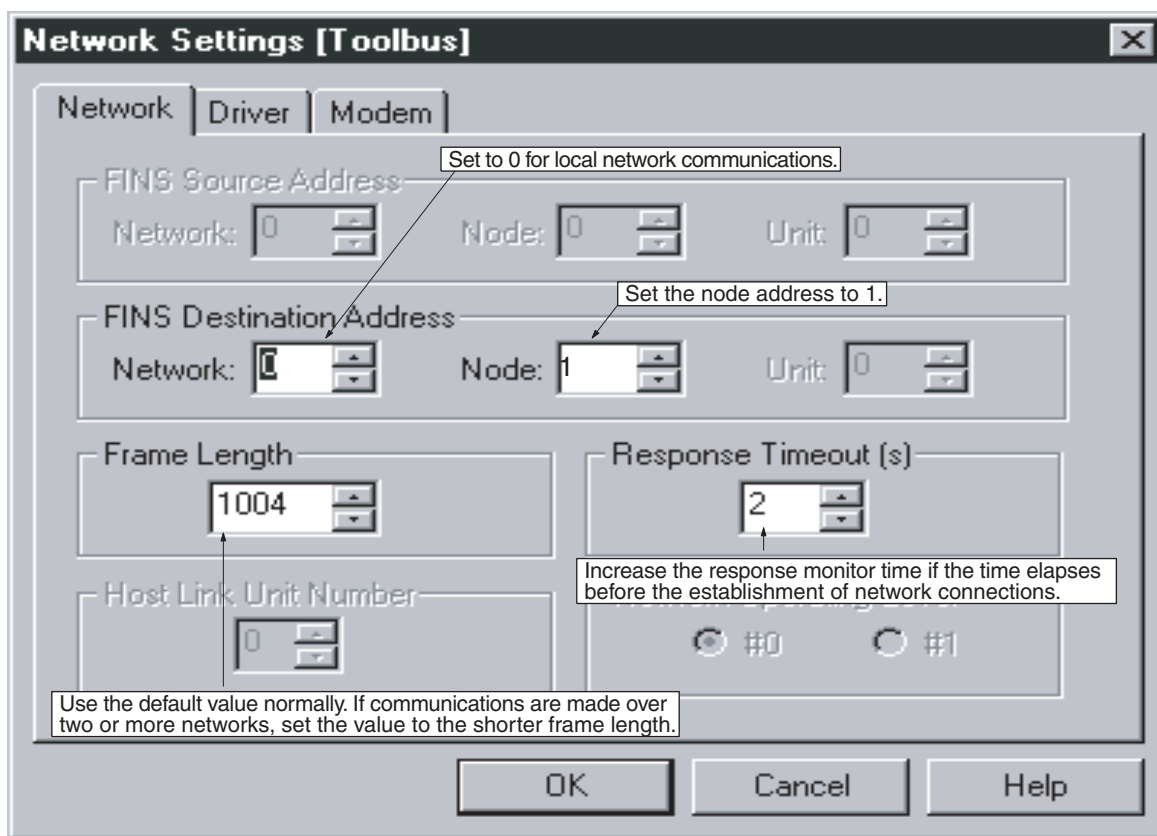 Network Settings [Toolbus]
Network Driver Modem
Set to 0 for local network communications.
FINS Source Address
Network: 0 Node: 0 Unit: 0
Set the node address to 1.
FINS Destination Address
Network: 0 Node: 1 Unit: 0
Frame Length
Response Timeout (s)
1004
2
Increase the response monitor time if the time elapses
before the establishment of network connections.
Host Link Unit Number
0
#0 #1
Use the default value normally. If communications are made over
two or more networks, set the value to the shorter frame length.
OK Cancel Help